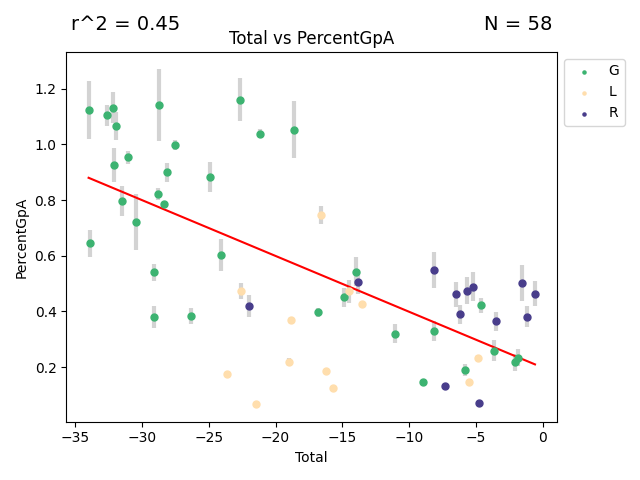 r^2 = 0.45
N = 58
Total vs PercentGpA
G
L
R
PercentGpA
1.2
1.0
0.8
0.6
0.4
0.2
−35
−30
−25
−20
−15
−10
−5
0
Total